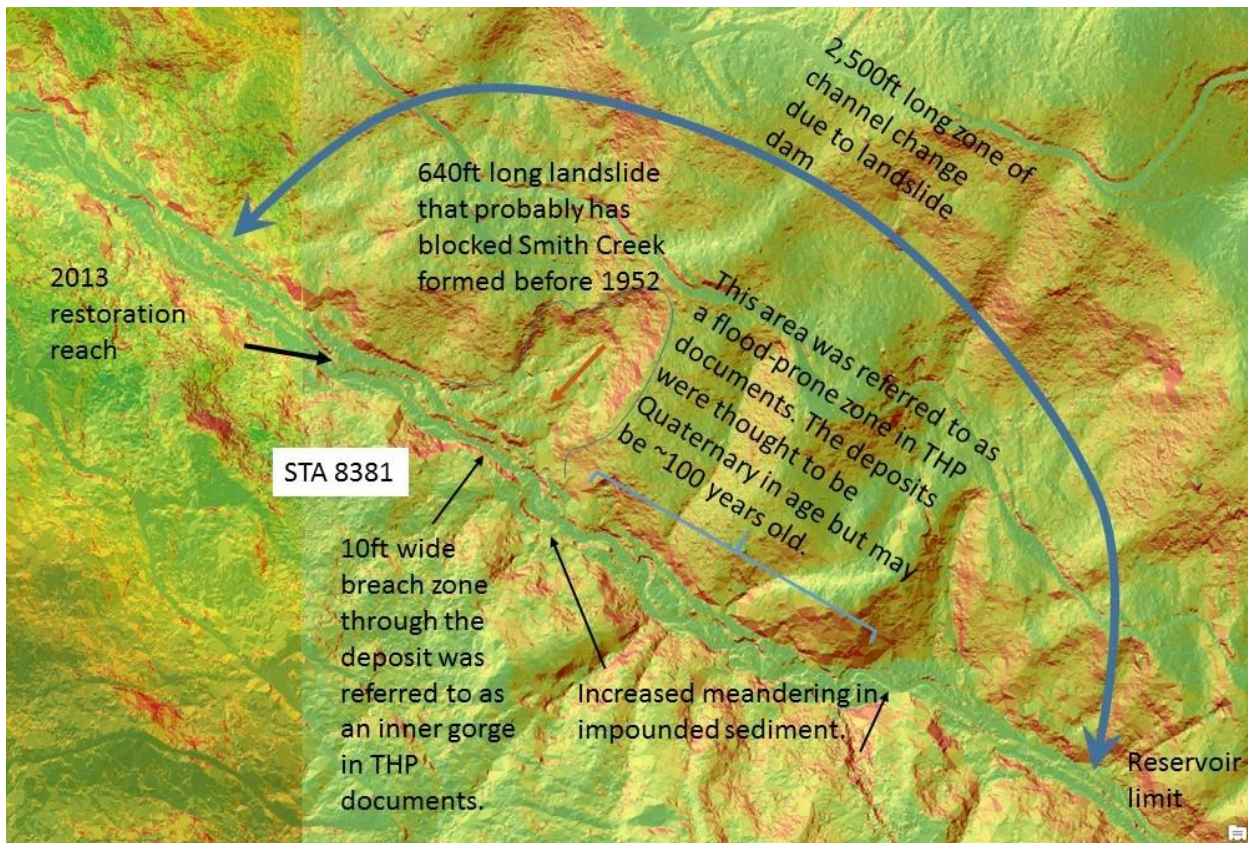 2,500ft long zone of
channel change
due to landslide
dam
640ft long landslide
that probably has
blocked Smith Creek
formed before 1952
2013
restoration
reach
This area was referred to as
a flood-prone zone in THP
documents. The deposits
were thought to be
Quaternary in age but may
be ~100 years old.
STA 8381
10ft wide
breach zone
through the
deposit was
referred to as
an inner gorge
in THP
documents.
Increased meandering in
impounded sediment.
Reservoir
limit